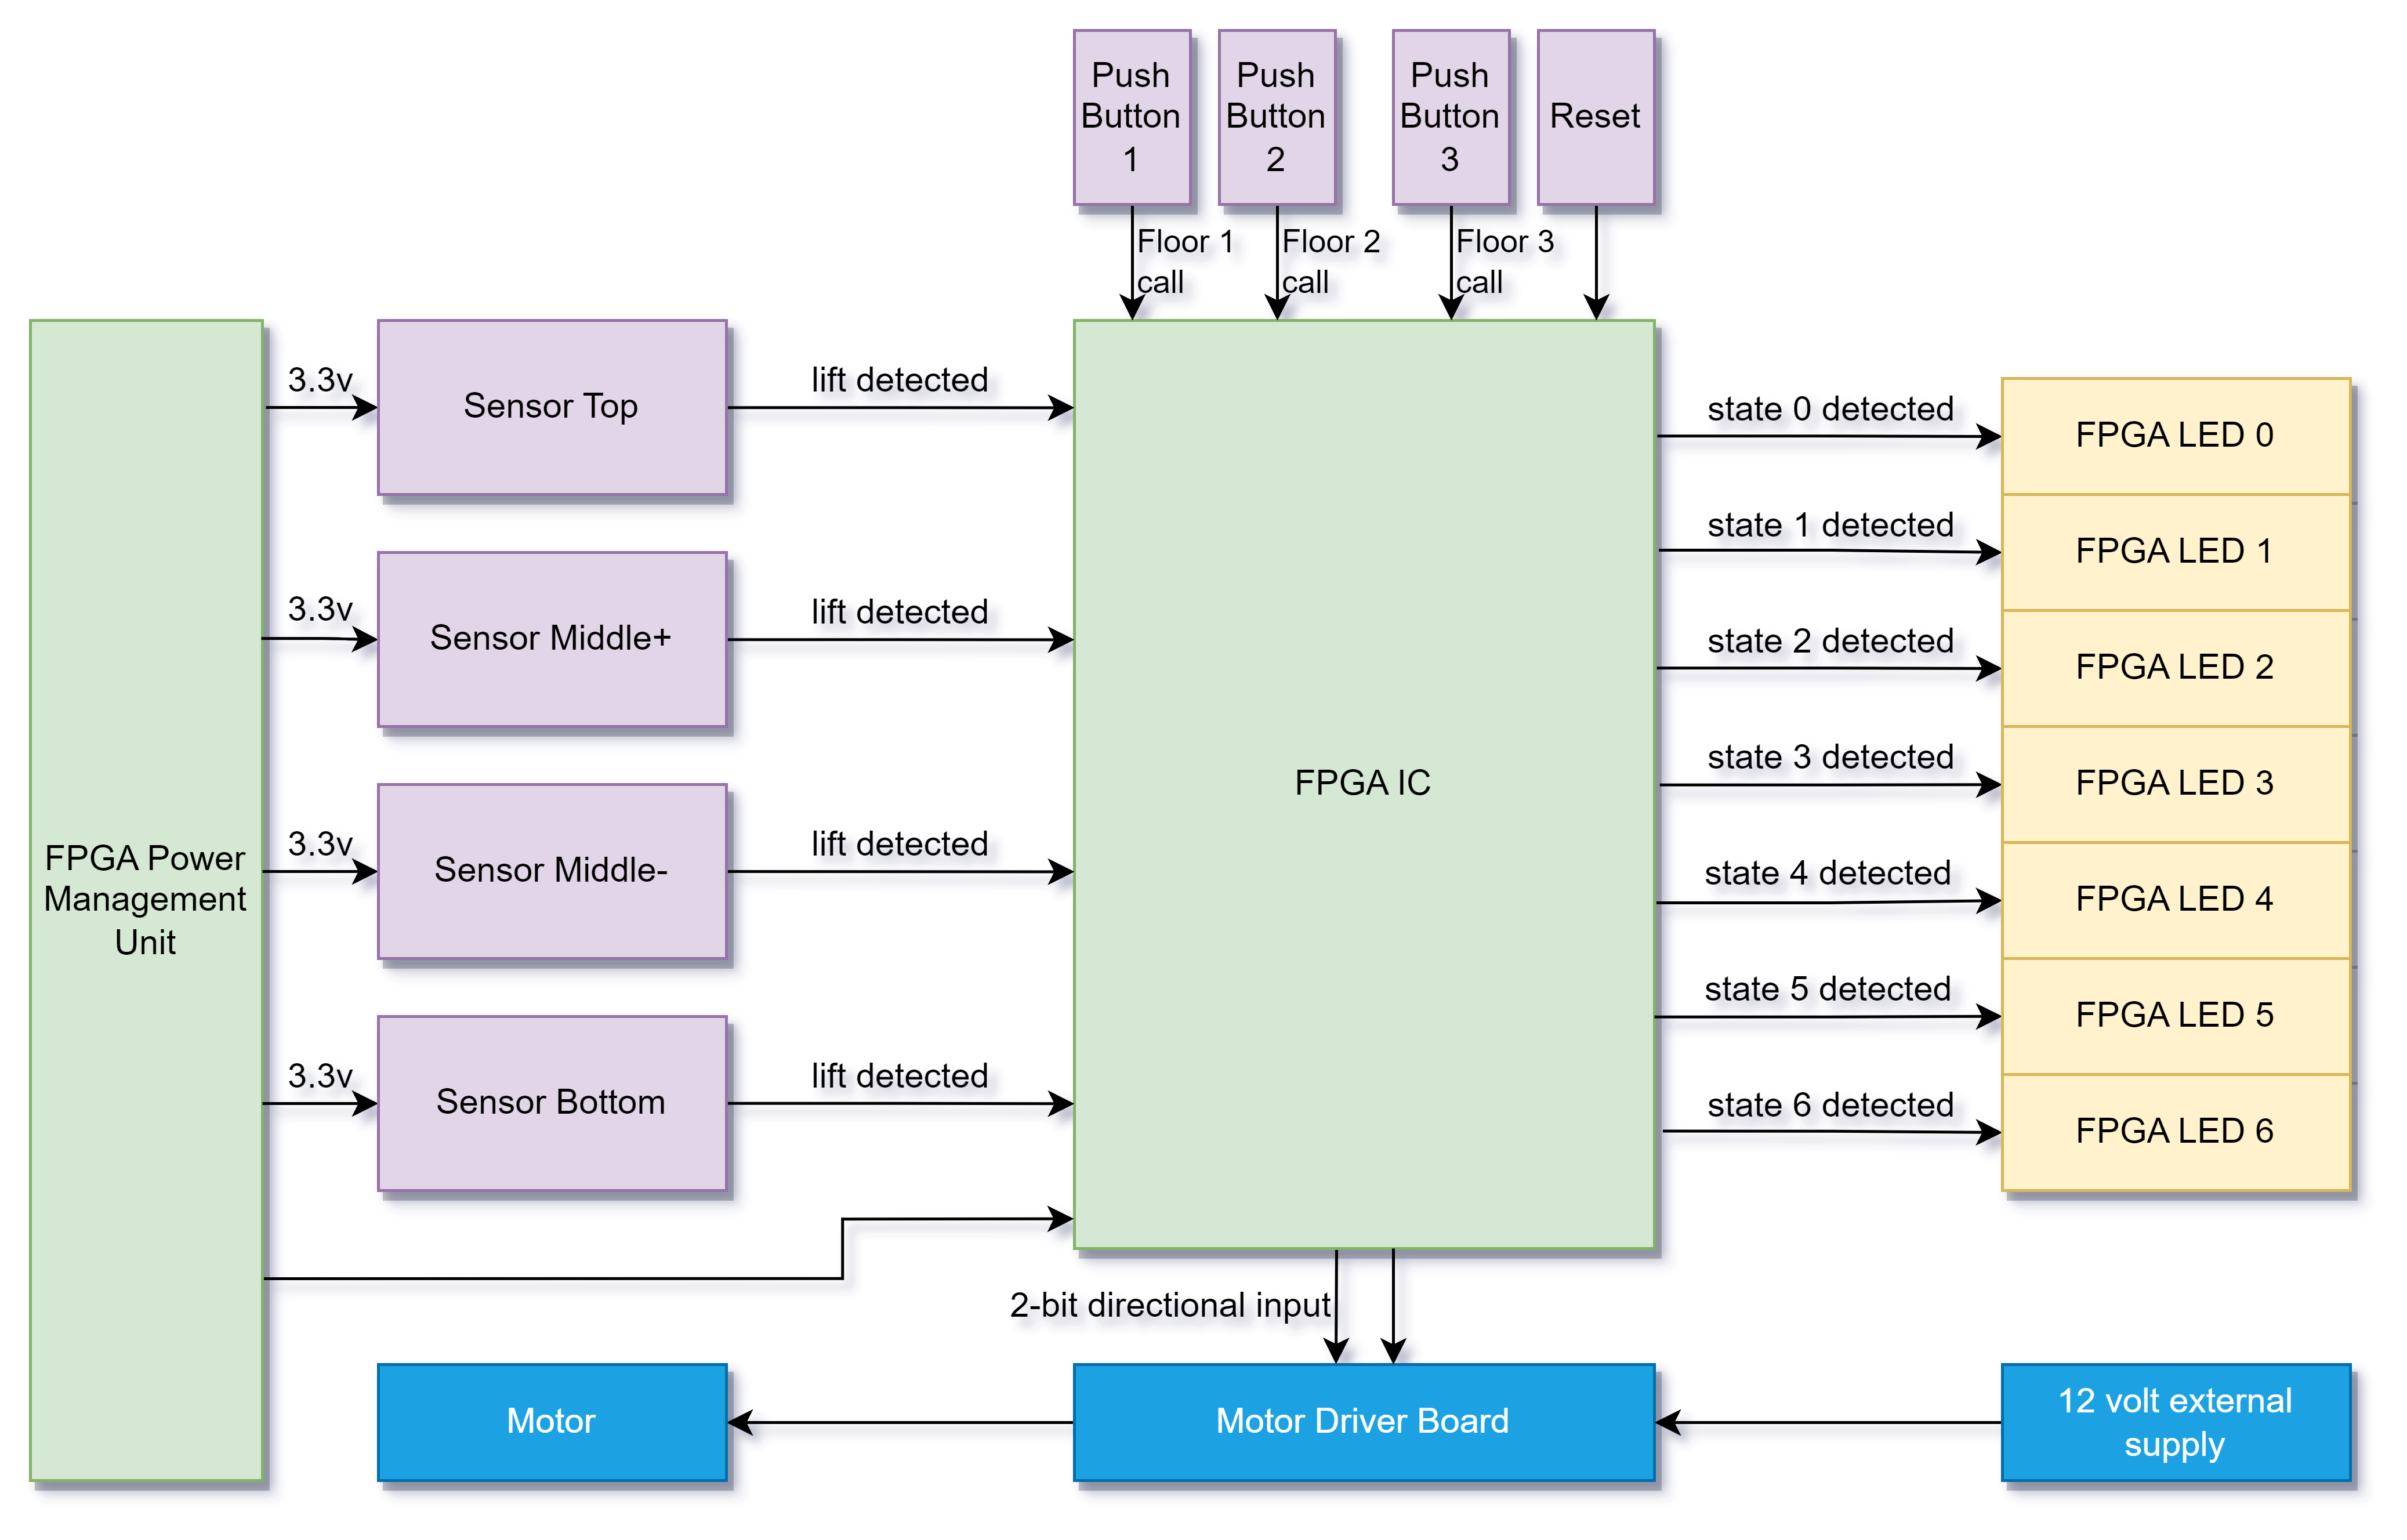 Push
Button
1
Push
Button
2
Push
Button
3
Reset
Floor 1
call
Floor 2
call
Floor 3
call
3.3v
Sensor Top
lift detected
state 0 detected
FPGA LED 0
state 1 detected
FPGA LED 1
3.3v
Sensor Middle+
lift detected
state 2 detected
FPGA LED 2
FPGA IC
state 3 detected
FPGA LED 3
FPGA Power
Management
Unit
3.3v
Sensor Middle-
lift detected
state 4 detected
FPGA LED 4
state 5 detected
FPGA LED 5
3.3v
Sensor Bottom
lift detected
state 6 detected
FPGA LED 6
2-bit directional input
Motor
Motor Driver Board
12 volt external
supply